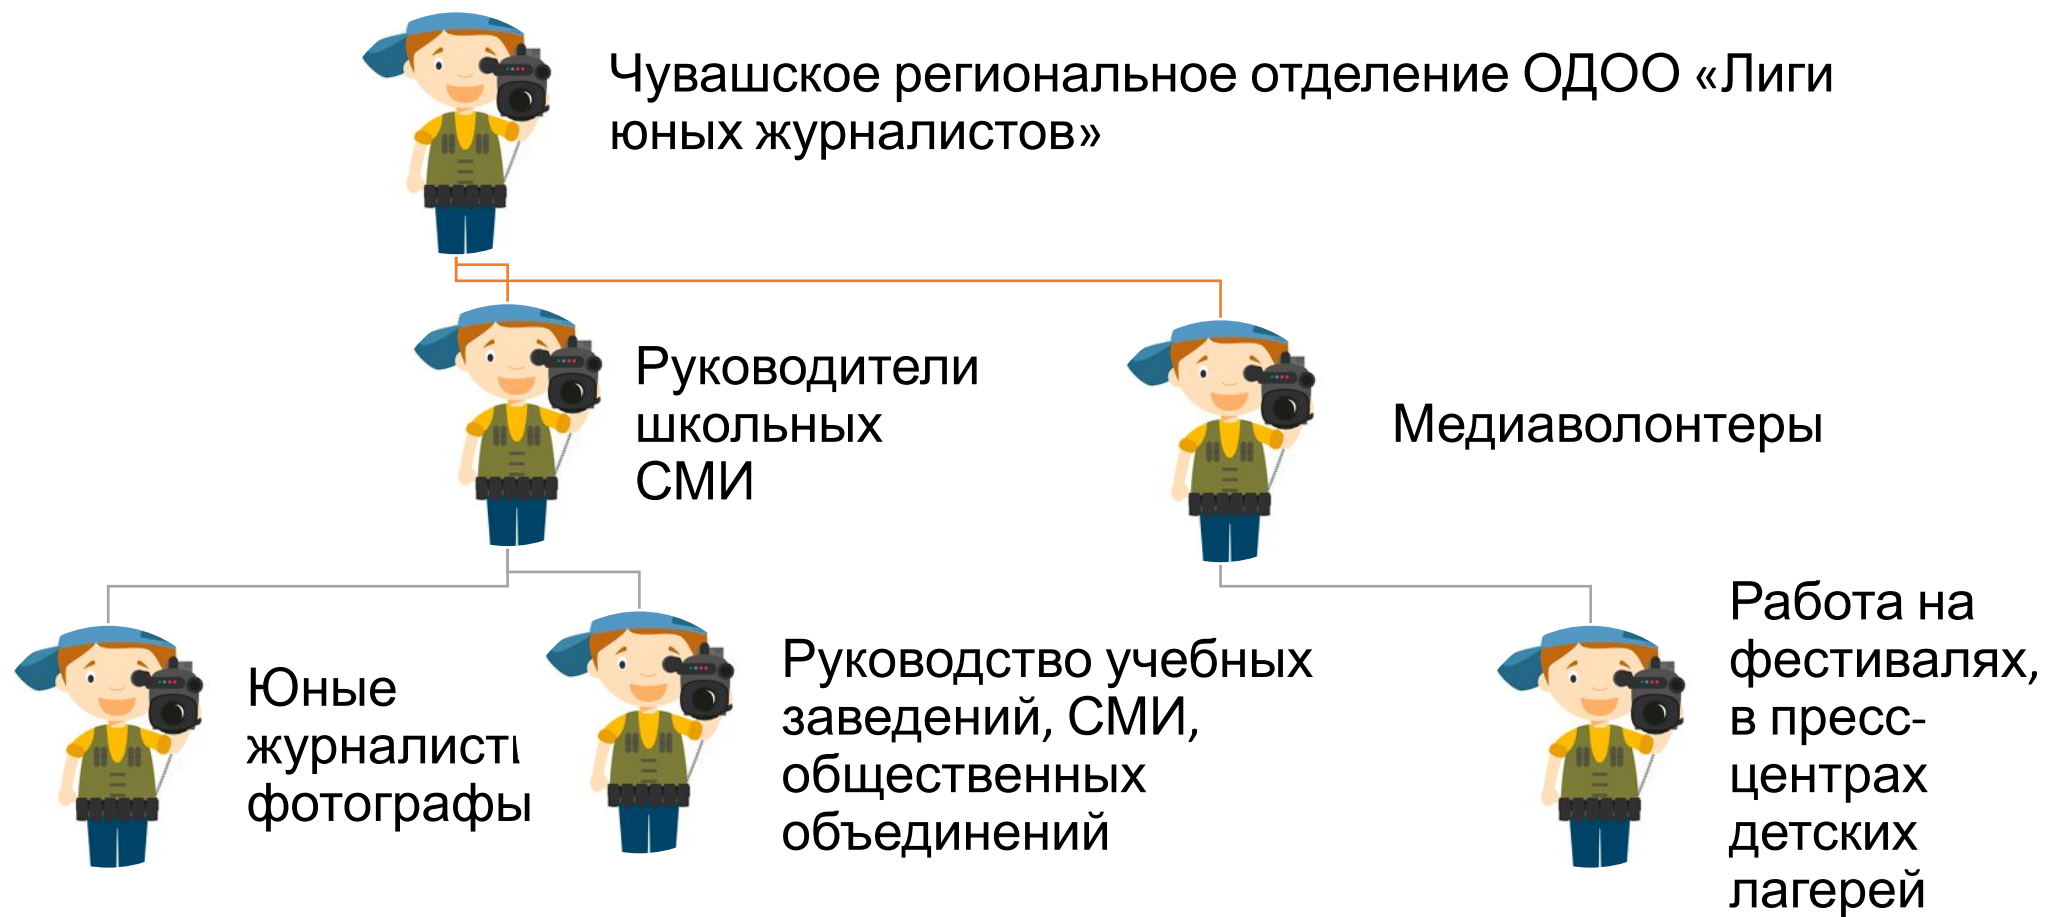 Чувашское региональное отделение ОДОО «Лиги
юных журналистов»
Руководители
школьных
СМИ
Медиаволонтеры
Юные
фотографы
Руководство учебных
заведений, СМИ,
общественных
объединений
Работа на
фестивалях,
в пресс-
центрах
детских
лагерей